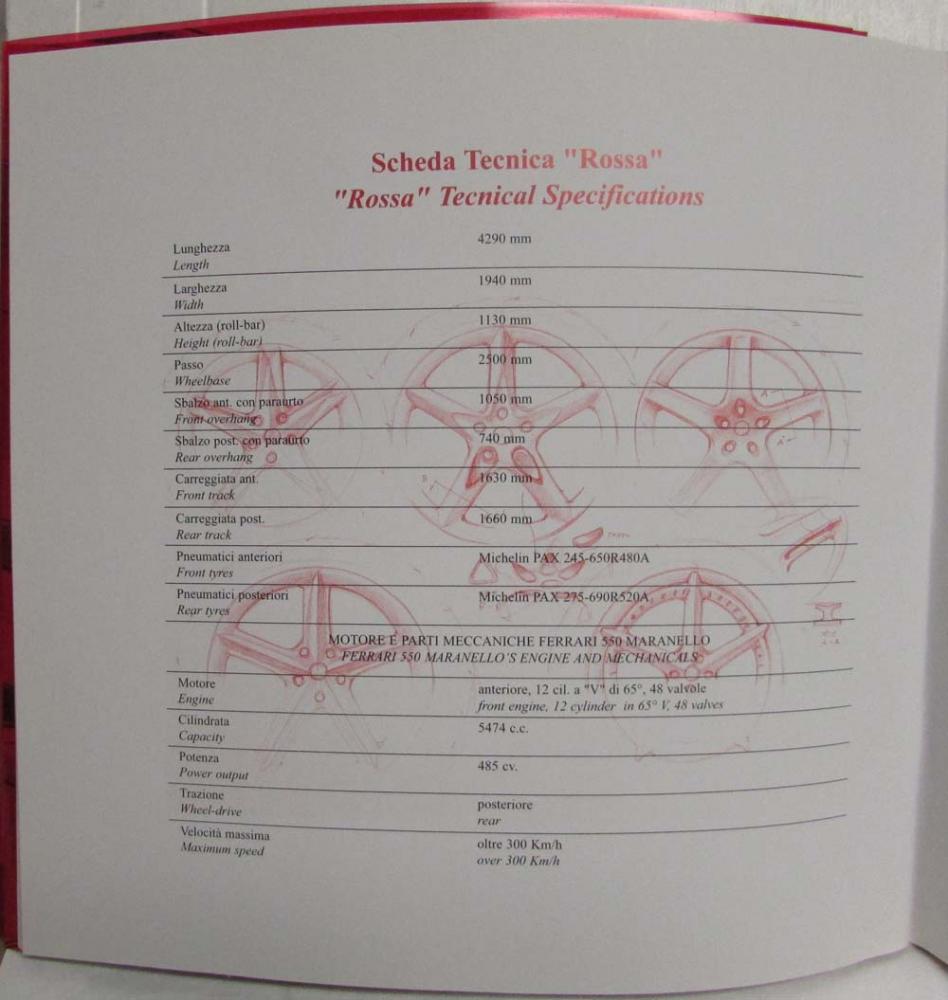 Scheda Tecnica "Rossa"
"Rossa" Tecnical Specifications
Lunghezza 4290 mm
Length
Larghezza 1940 mm
Width
Altezza (roll-bar) 1130 mm
Height (roll-bar)
Passo 2500 mm
Wheelbase
Sbalzo ant. con paraurto 1050 mm
Front overhang
Sbalzo post. con paraurto 740 mm
Rear overhang
Carreggiata ant. 1630 mm
Front track
Carreggiata post. 1660 mm
Rear track
Pneumatici anteriori Michelin PAX 245-650R480A
Front tyres
Pneumatici posteriori Michelin PAX 275-690R520A
Rear tyres
MOTORE E PARTI MECCANICHE FERRARI 550 MARANELLO
FERRARI 550 MARANELLO'S ENGINE AND MECHANICALS
Motore anteriore, 12 cil. a "V" di 65°, 48 valvole
Engine front engine, 12 cylinder in 65° V, 48 valves
Cilindrata 5474 c.c.
Capacity
Potenza 485 cv.
Power output
Trazione posteriore
Wheel-drive rear
Velocità massima oltre 300 Km/h
Maximum speed over 300 Km/h